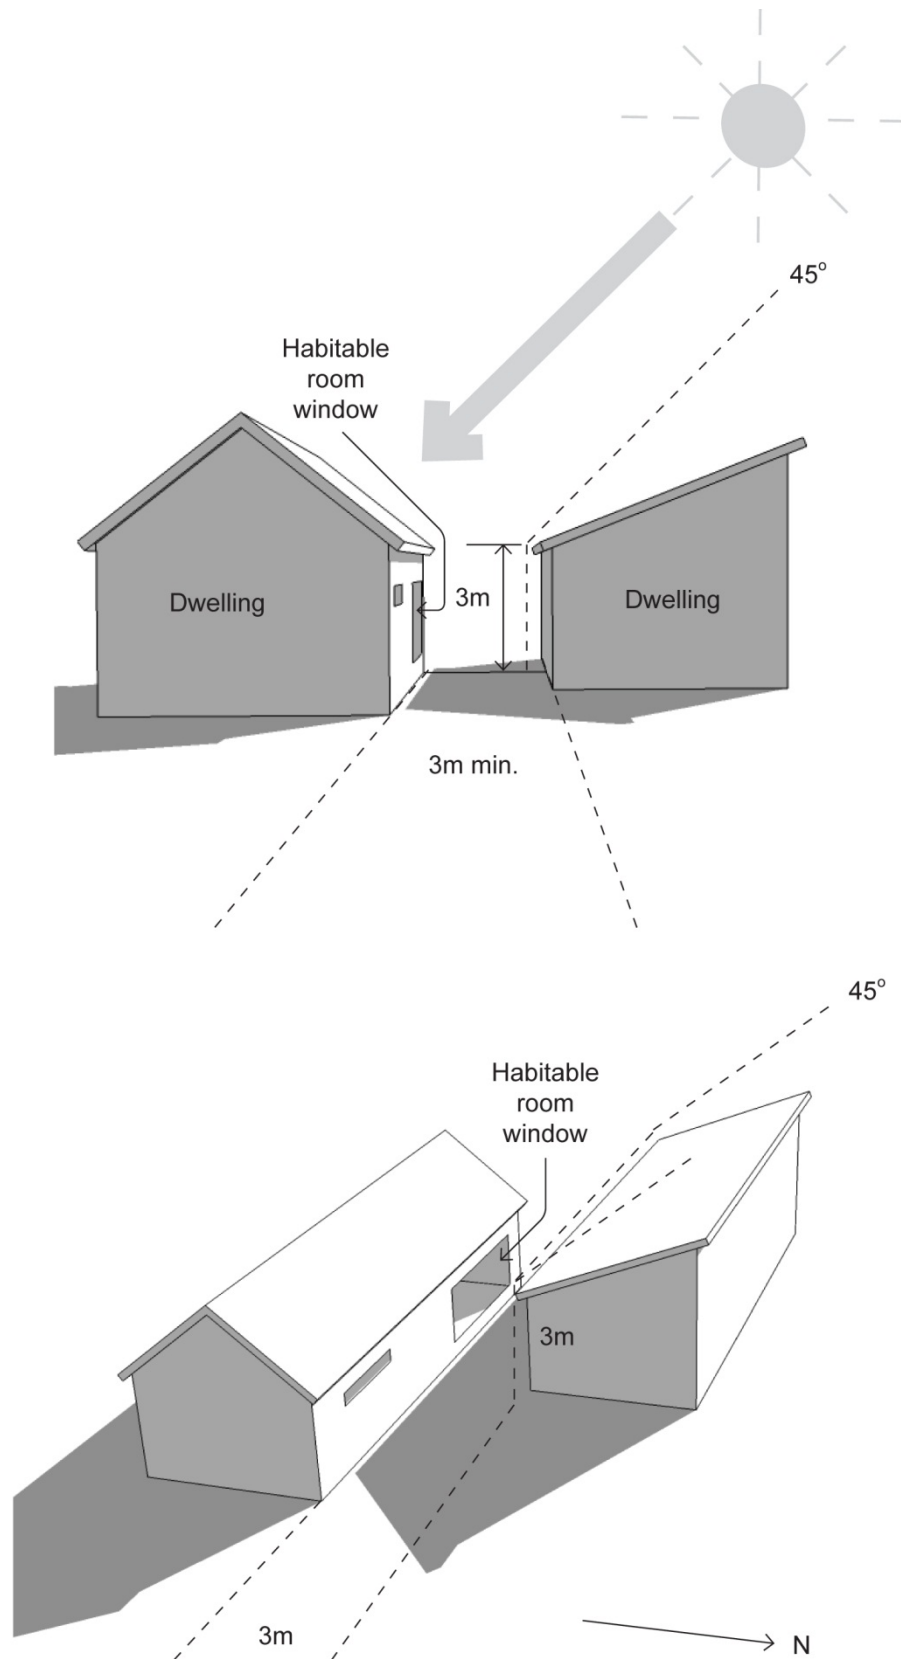 45°
Habitable
room
window
3m
Dwelling
Dwelling
3m min.
45°
Habitable
room
window
3m
3m
N